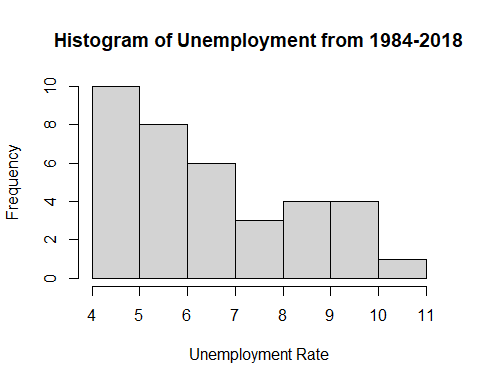 Histogram of Unemployment from 1984-2018
Frequency
10
8
6
4
2
0
4 5 6 7 8 9 10 11
Unemployment Rate